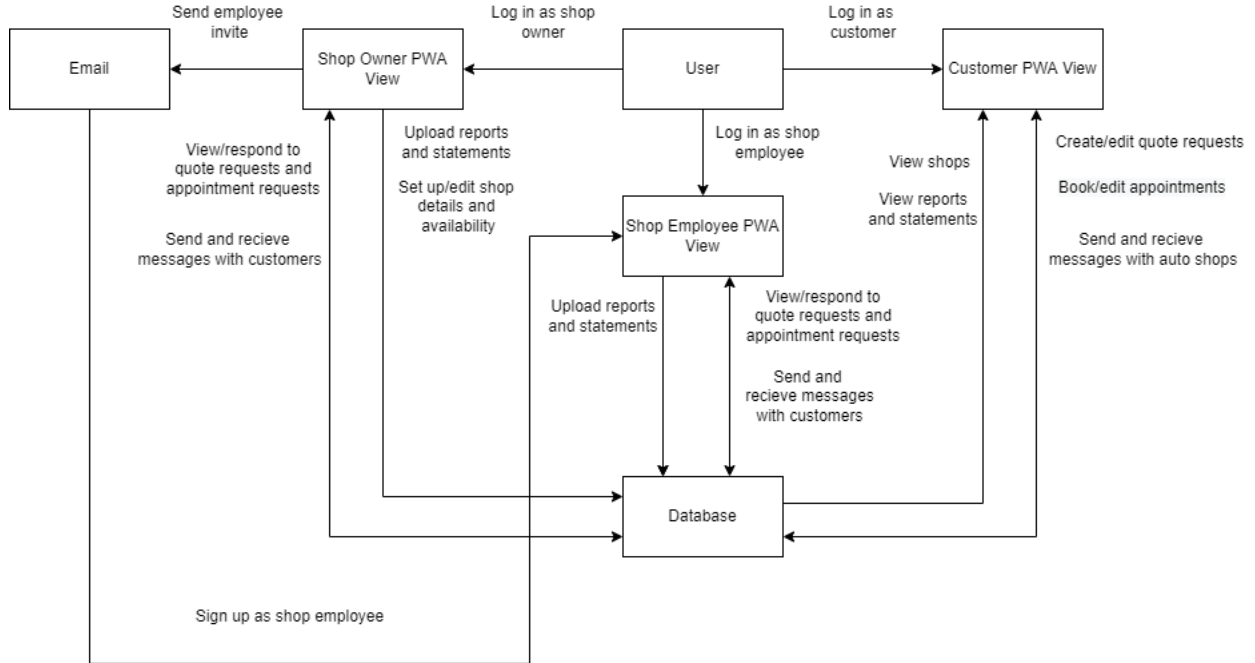 Send employee
invite
Log in as shop
owner
Log in as
customer
Email
Shop Owner PWA
View
User
Customer PWA View
View/respond to
quote requests and
appointment requests
Send and recieve
messages with customers
Upload reports
and statements
Set up/edit shop
details and
availability
Log in as shop
employee
View shops
View reports
and statements
Create/edit quote requests
Book/edit appointments
Send and recieve
messages with auto shops
Shop Employee PWA
View
Upload reports
and statements
View/respond to
quote requests and
appointment requests
Send and
recieve messages
with customers
Database
Sign up as shop employee